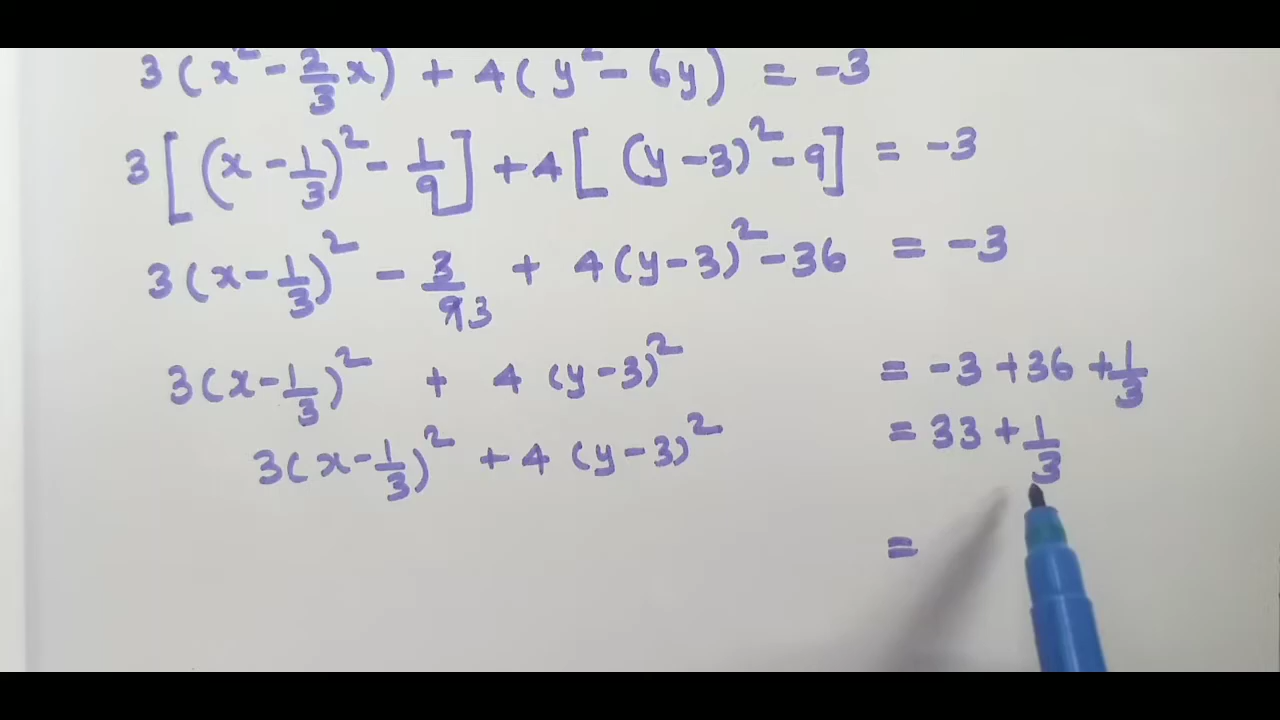 3(x² - 2/3 x) + 4(y² - 6y) = -3
3[(x - 1/3)² - 1/9] + 4[(y - 3)² - 9] = -3
3(x - 1/3)² - 3/93 + 4(y - 3)² - 36 = -3
3(x - 1/3)² + 4(y - 3)² = -3 + 36 + 1/3
3(x - 1/3)² + 4(y - 3)² = 33 + 1/3
=